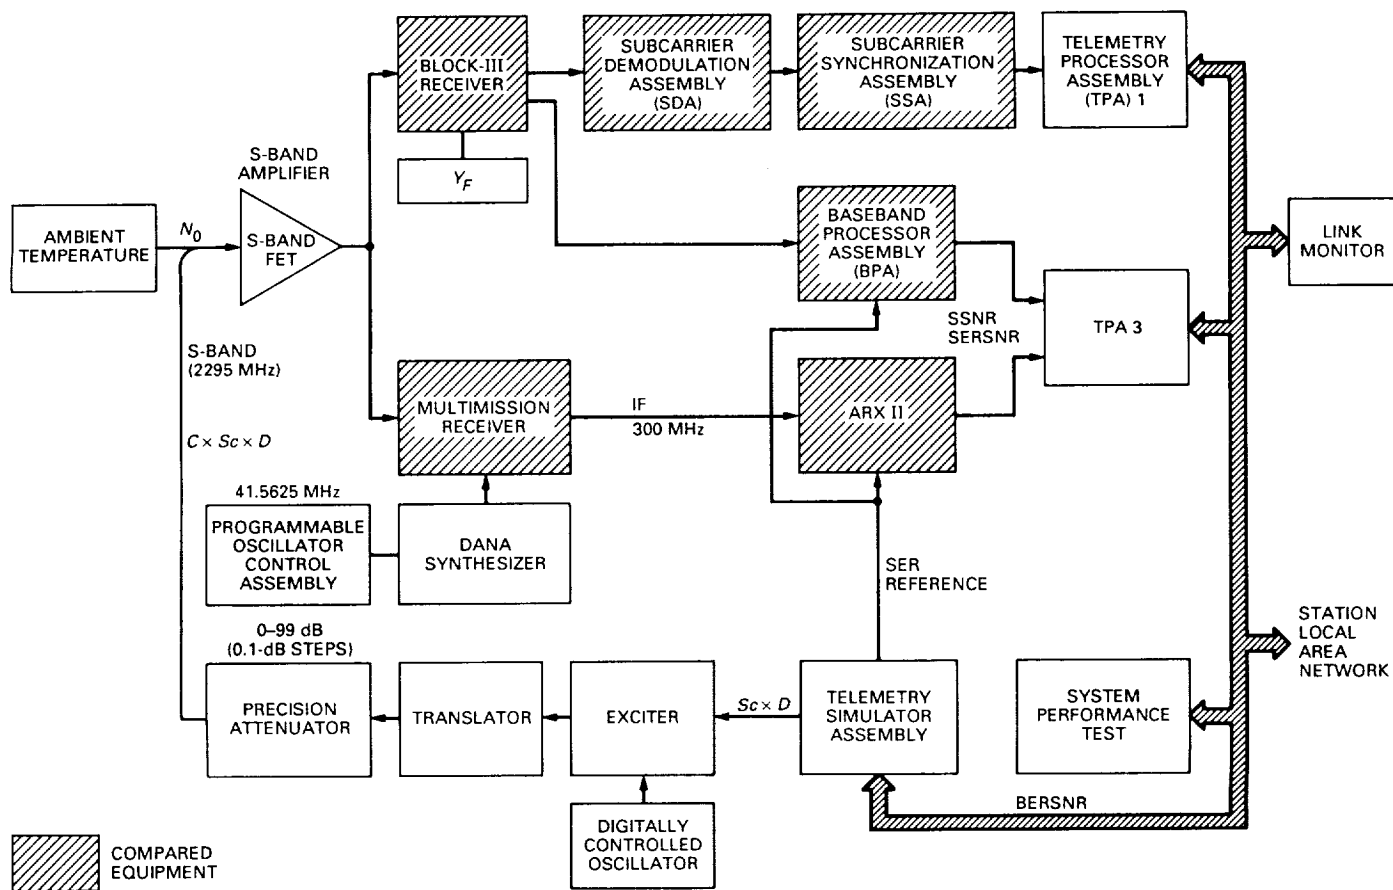 BLOCK-III
RECEIVER
SUBCARRIER
DEMODULATION
ASSEMBLY
(SDA)
SUBCARRIER
SYNCHRONIZATION
ASSEMBLY
(SSA)
TELEMETRY
PROCESSOR
ASSEMBLY
(TPA) 1
Y_F
S-BAND
AMPLIFIER
AMBIENT
TEMPERATURE
N_0
S-BAND
FET
BASEBAND
PROCESSOR
ASSEMBLY
(BPA)
LINK
MONITOR
SSNR
SERSNR
TPA 3
S-BAND
(2295 MHz)
MULTIMISSION
RECEIVER
IF
300 MHz
ARX II
C × Sc × D
41.5625 MHz
PROGRAMMABLE
OSCILLATOR
CONTROL
ASSEMBLY
DANA
SYNTHESIZER
SER
REFERENCE
0–99 dB
(0.1-dB STEPS)
STATION
LOCAL
AREA
NETWORK
PRECISION
ATTENUATOR
TRANSLATOR
EXCITER
Sc × D
TELEMETRY
SIMULATOR
ASSEMBLY
SYSTEM
PERFORMANCE
TEST
BERSNR
DIGITALLY
CONTROLLED
OSCILLATOR
COMPARED
EQUIPMENT